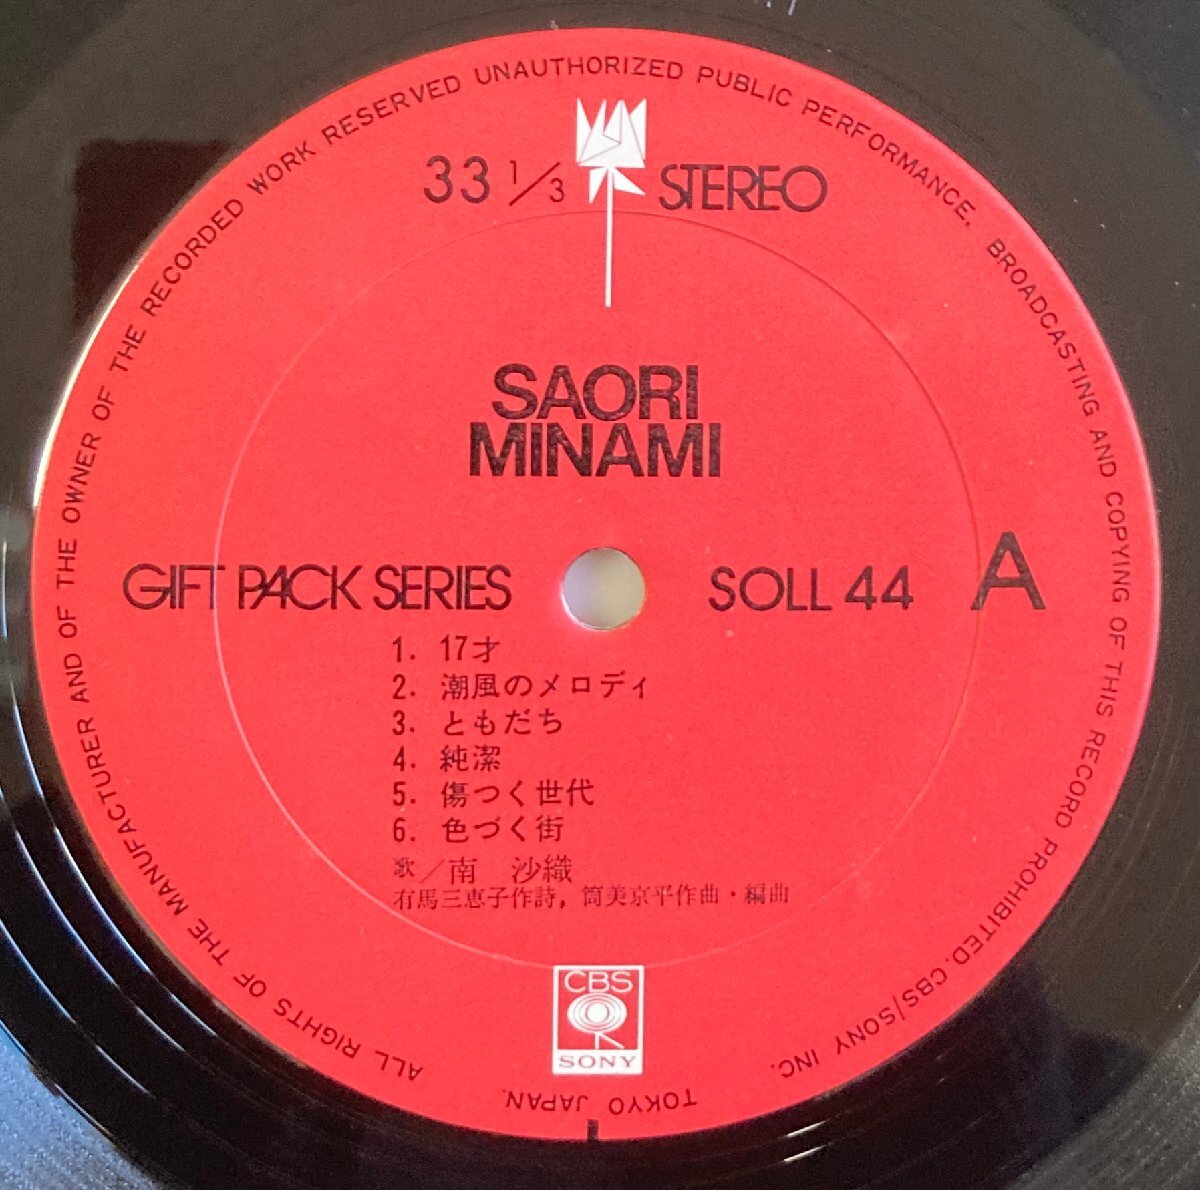 ALL RIGHTS OF THE MANUFACTURER AND OF THE OWNER OF THE RECORDED WORK RESERVED UNAUTHORIZED PUBLIC PERFORMANCE, BROADCASTING AND COPYING OF THIS RECORD PROHIBITED. CBS/SONY INC.
TOKYO JAPAN.
33 1/3 STEREO
SAORI
MINAMI
GIFT PACK SERIES SOLL 44 A
1. 17才
2. 潮風のメロディ
3. ともだち
4. 純潔
5. 傷つく世代
6. 色づく街
歌／南 沙織
有馬三恵子作詩，筒美京平作曲・編曲
CBS
SONY